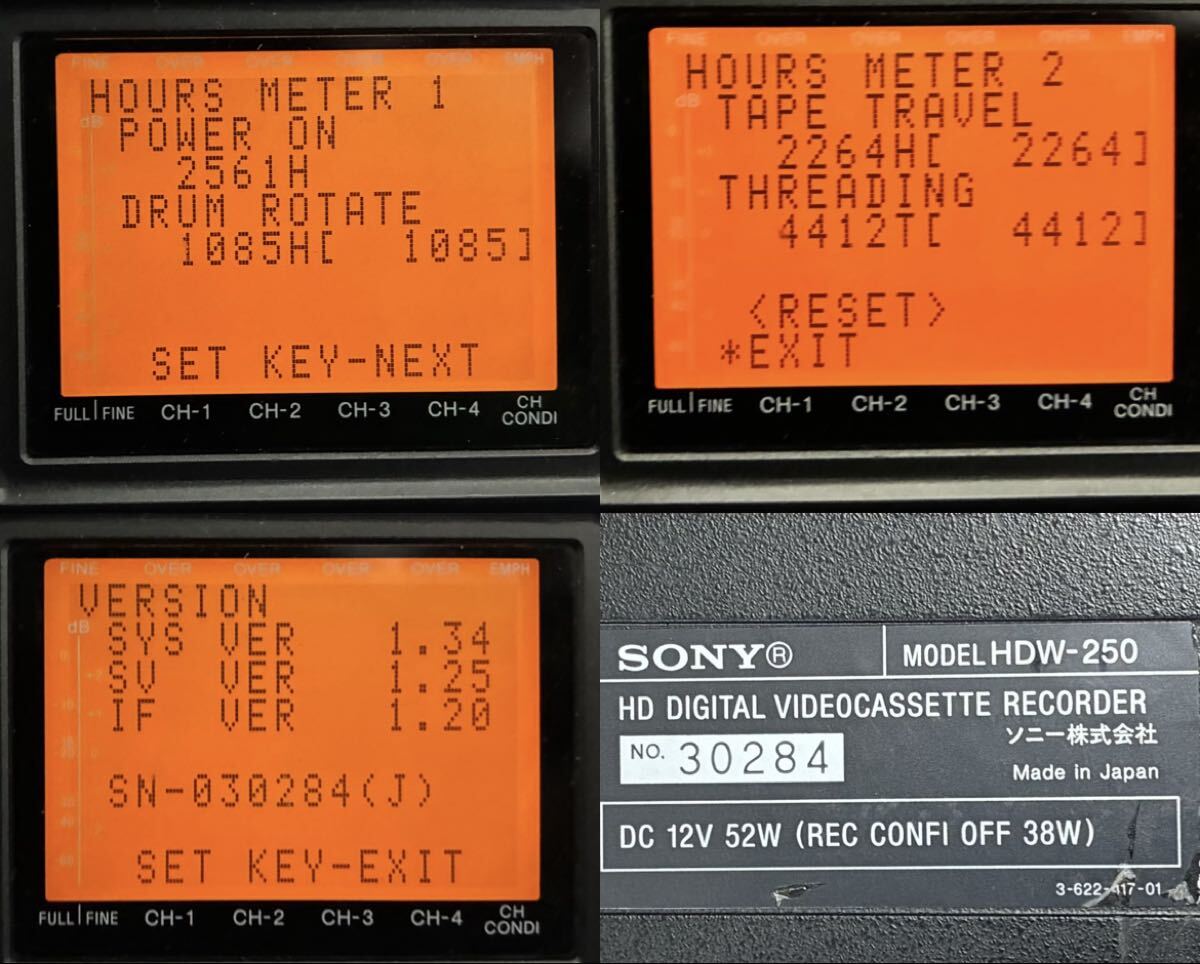 FINE OVER OVER OVER OVER EMPH
HOURS METER 1
dB
POWER ON
2561H
DRUM ROTATE
1085H[ 1085]
SET KEY-NEXT
FULL|FINE CH-1 CH-2 CH-3 CH-4 CH CONDI
FINE OVER OVER OVER OVER EMPH
HOURS METER 2
dB
TAPE TRAVEL
2264H[ 2264]
THREADING
4412T[ 4412]
<RESET>
*EXIT
FULL|FINE CH-1 CH-2 CH-3 CH-4 CH CONDI
FINE OVER OVER OVER OVER EMPH
VERSION
dB
SYS VER 1.34
SV VER 1.25
IF VER 1.20
SN-030284(J)
SET KEY-EXIT
FULL|FINE CH-1 CH-2 CH-3 CH-4 CH CONDI
SONY® MODEL HDW-250
HD DIGITAL VIDEOCASSETTE RECORDER
ソニー株式会社
NO. 30284
Made in Japan
DC 12V 52W (REC CONFI OFF 38W)
3-622-417-01